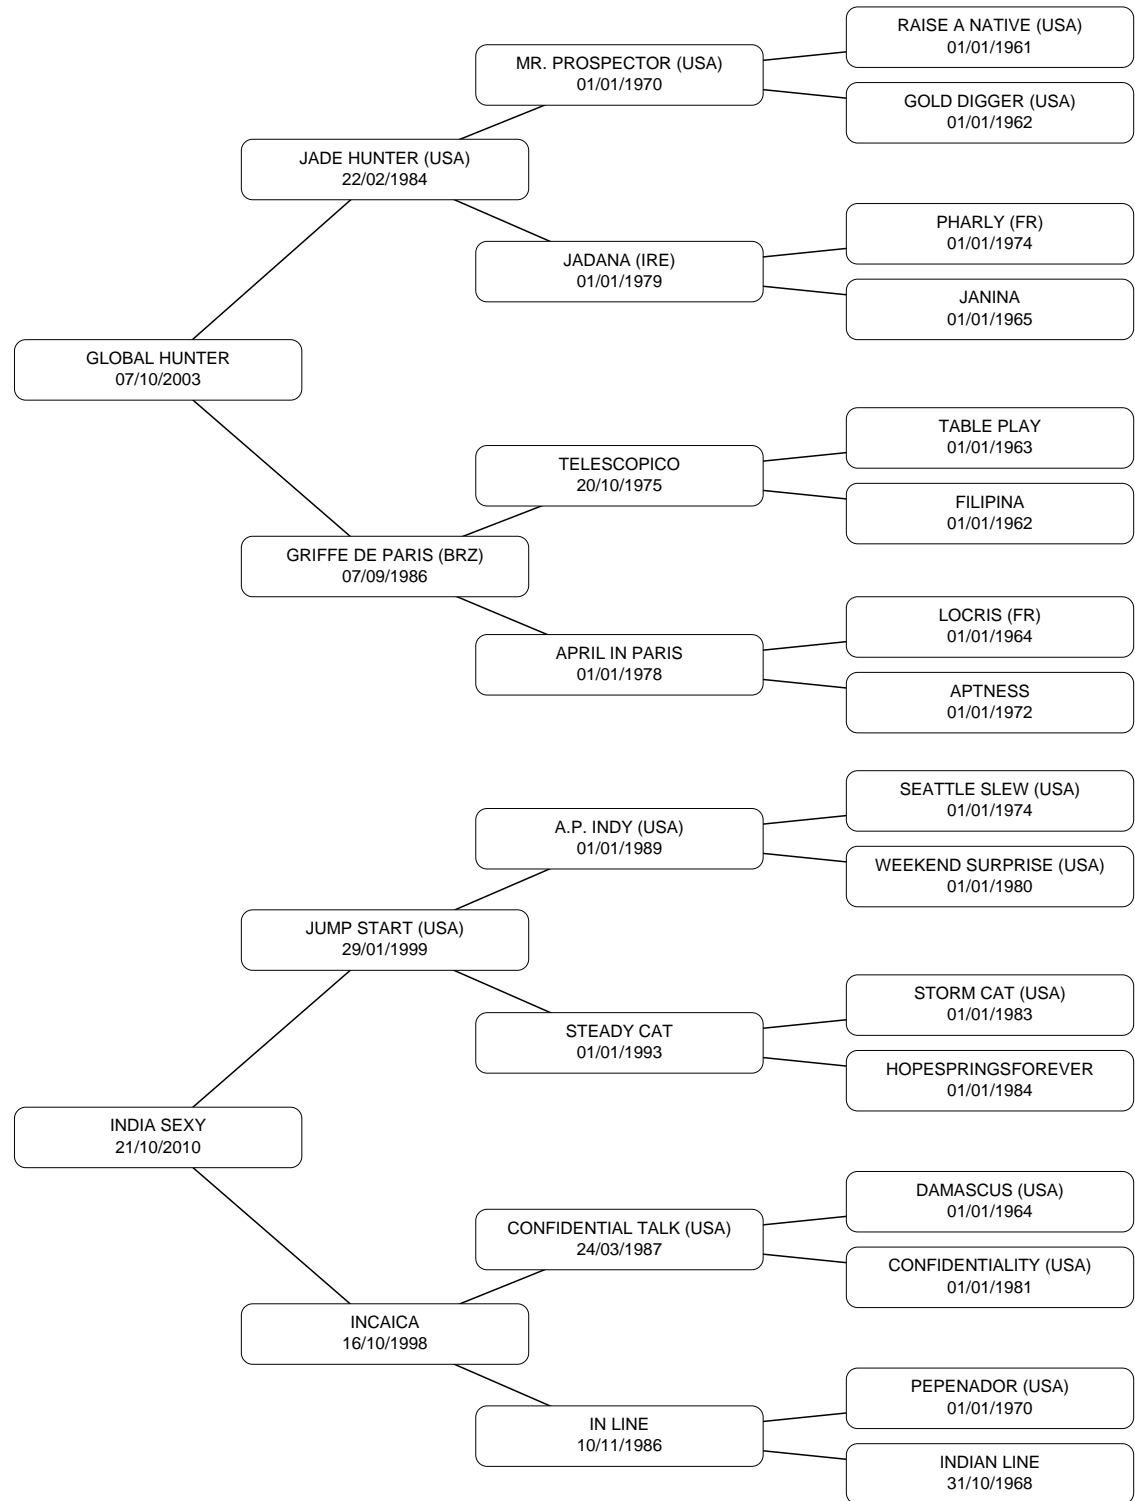 RAISE A NATIVE (USA)
01/01/1961
MR. PROSPECTOR (USA)
01/01/1970
GOLD DIGGER (USA)
01/01/1962
JADE HUNTER (USA)
22/02/1984
PHARLY (FR)
01/01/1974
JADANA (IRE)
01/01/1979
JANINA
01/01/1965
GLOBAL HUNTER
07/10/2003
TABLE PLAY
01/01/1963
TELESCOPICO
20/10/1975
FILIPINA
01/01/1962
GRIFFE DE PARIS (BRZ)
07/09/1986
LOCRIS (FR)
01/01/1964
APRIL IN PARIS
01/01/1978
APTNESS
01/01/1972
SEATTLE SLEW (USA)
01/01/1974
A.P. INDY (USA)
01/01/1989
WEEKEND SURPRISE (USA)
01/01/1980
JUMP START (USA)
29/01/1999
STORM CAT (USA)
01/01/1983
STEADY CAT
01/01/1993
HOPESPRINGSFOREVER
01/01/1984
INDIA SEXY
21/10/2010
DAMASCUS (USA)
01/01/1964
CONFIDENTIAL TALK (USA)
24/03/1987
CONFIDENTIALITY (USA)
01/01/1981
INCAICA
16/10/1998
PEPENADOR (USA)
01/01/1970
IN LINE
10/11/1986
INDIAN LINE
31/10/1968